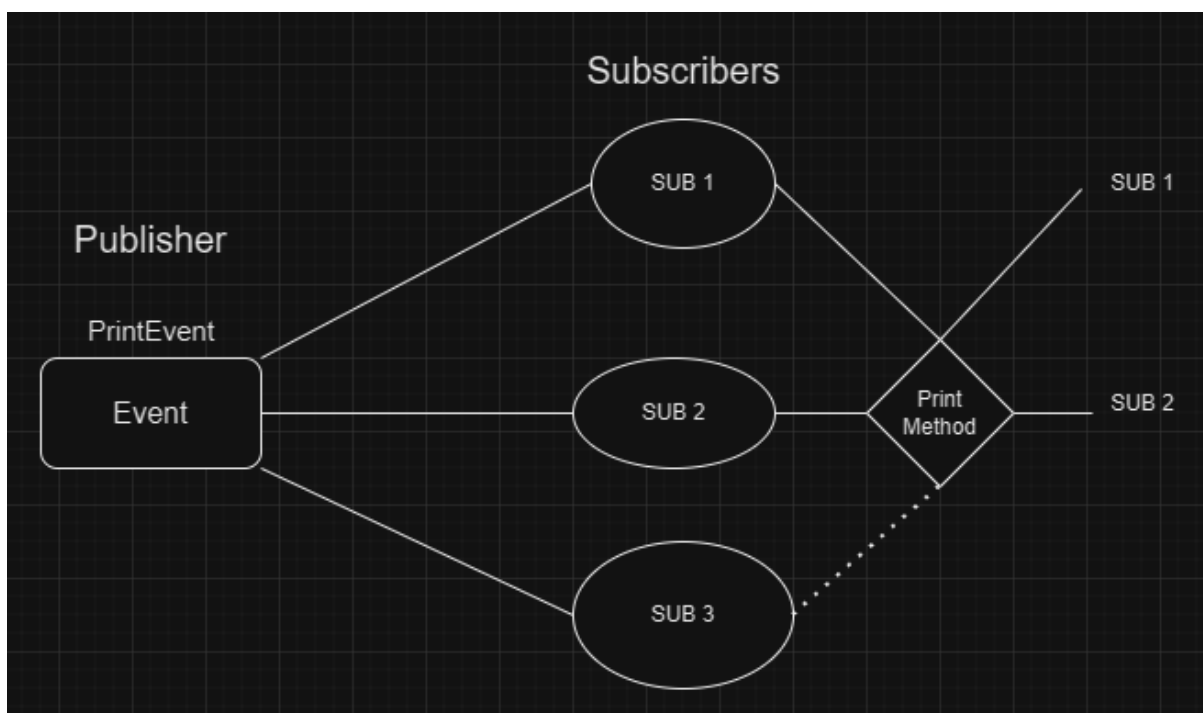 Subscribers
SUB 1
SUB 1
Publisher
PrintEvent
Event
SUB 2
Print
Method
SUB 2
SUB 3